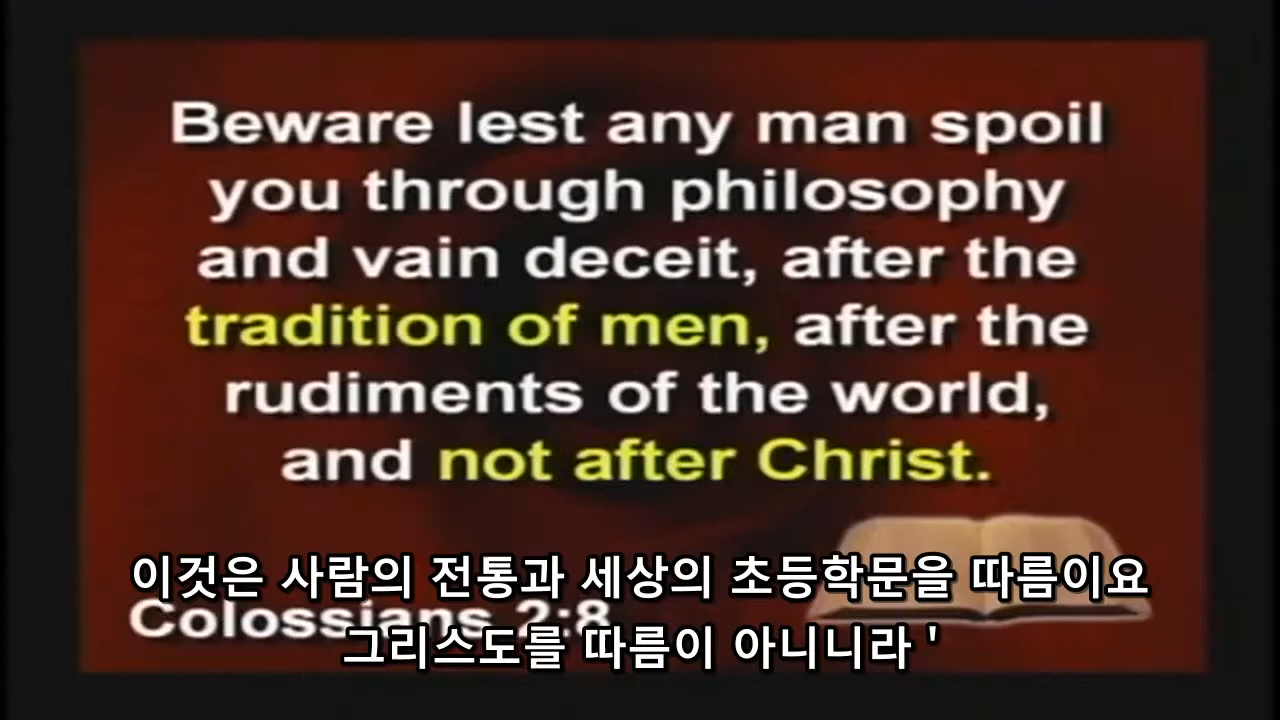 Beware lest any man spoil
you through philosophy
and vain deceit, after the
tradition of men, after the
rudiments of the world,
and not after Christ.
이것은 사람의 전통과 세상의 초등학문을 따름이요
Colossians 2:8
그리스도를 따름이 아니니라 '